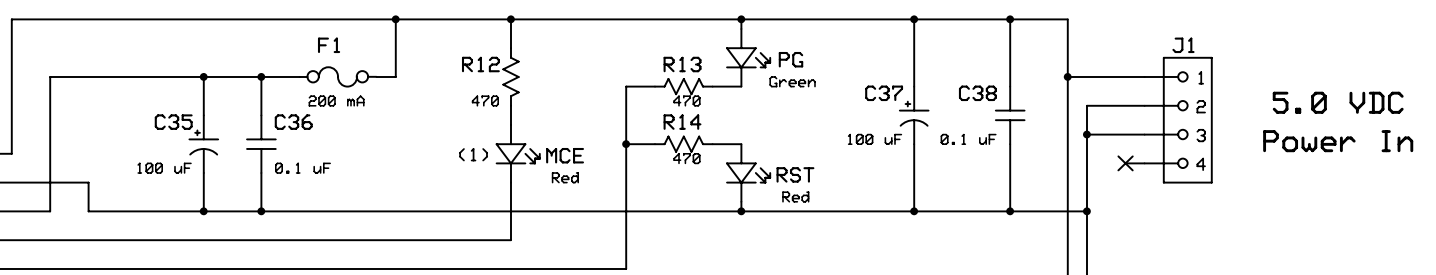 F1
200 mA
C35
+
100 uF
C36
0.1 uF
R12
470
(1)
MCE
Red
R13
470
R14
470
PG
Green
RST
Red
C37
+
100 uF
C38
0.1 uF
J1
1
2
3
4
5.0 VDC
Power In